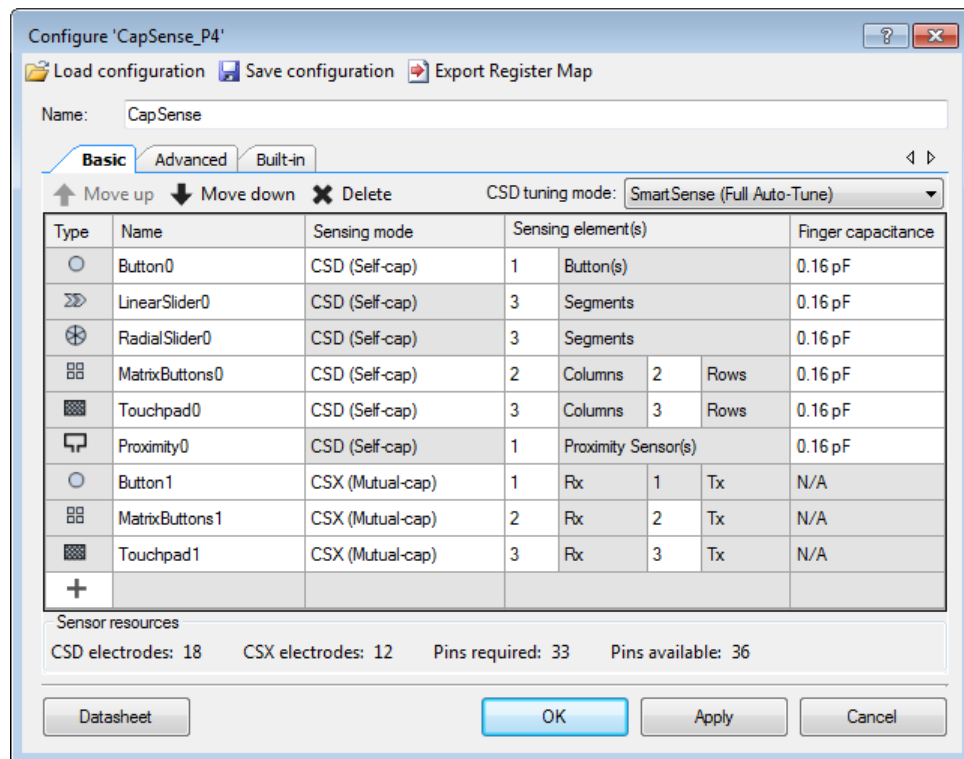 Configure 'CapSense_P4'
Load configuration Save configuration Export Register Map
Name: CapSense
Basic Advanced Built-in
Move up Move down Delete CSD tuning mode: SmartSense (Full Auto-Tune)
Type Name Sensing mode Sensing element(s) Finger capacitance
Button0 CSD (Self-cap) 1 Button(s) 0.16 pF
LinearSlider0 CSD (Self-cap) 3 Segments 0.16 pF
RadialSlider0 CSD (Self-cap) 3 Segments 0.16 pF
MatrixButtons0 CSD (Self-cap) 2 Columns 2 Rows 0.16 pF
Touchpad0 CSD (Self-cap) 3 Columns 3 Rows 0.16 pF
Proximity0 CSD (Self-cap) 1 Proximity Sensor(s) 0.16 pF
Button1 CSX (Mutual-cap) 1 Rx 1 Tx N/A
MatrixButtons1 CSX (Mutual-cap) 2 Rx 2 Tx N/A
Touchpad1 CSX (Mutual-cap) 3 Rx 3 Tx N/A
Sensor resources
CSD electrodes: 18 CSX electrodes: 12 Pins required: 33 Pins available: 36
Datasheet OK Apply Cancel